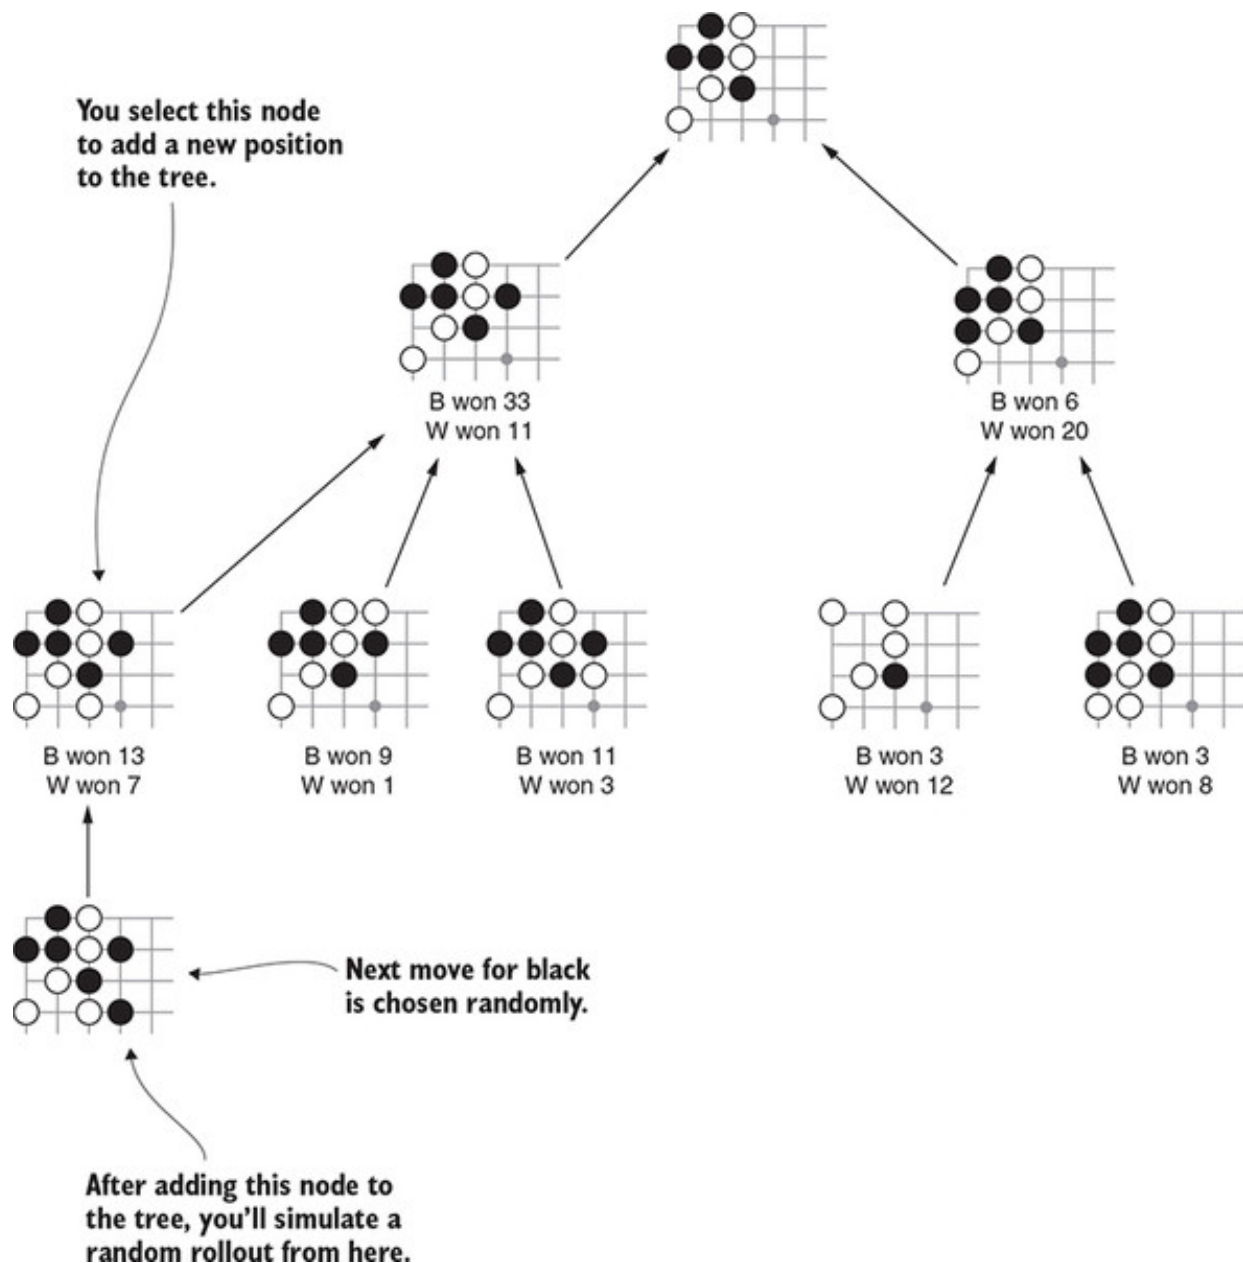 You select this node
to add a new position
to the tree.
B won 33
W won 11
B won 6
W won 20
B won 13
W won 7
B won 9
W won 1
B won 11
W won 3
B won 3
W won 12
B won 3
W won 8
Next move for black
is chosen randomly.
After adding this node to
the tree, you'll simulate a
random rollout from here.